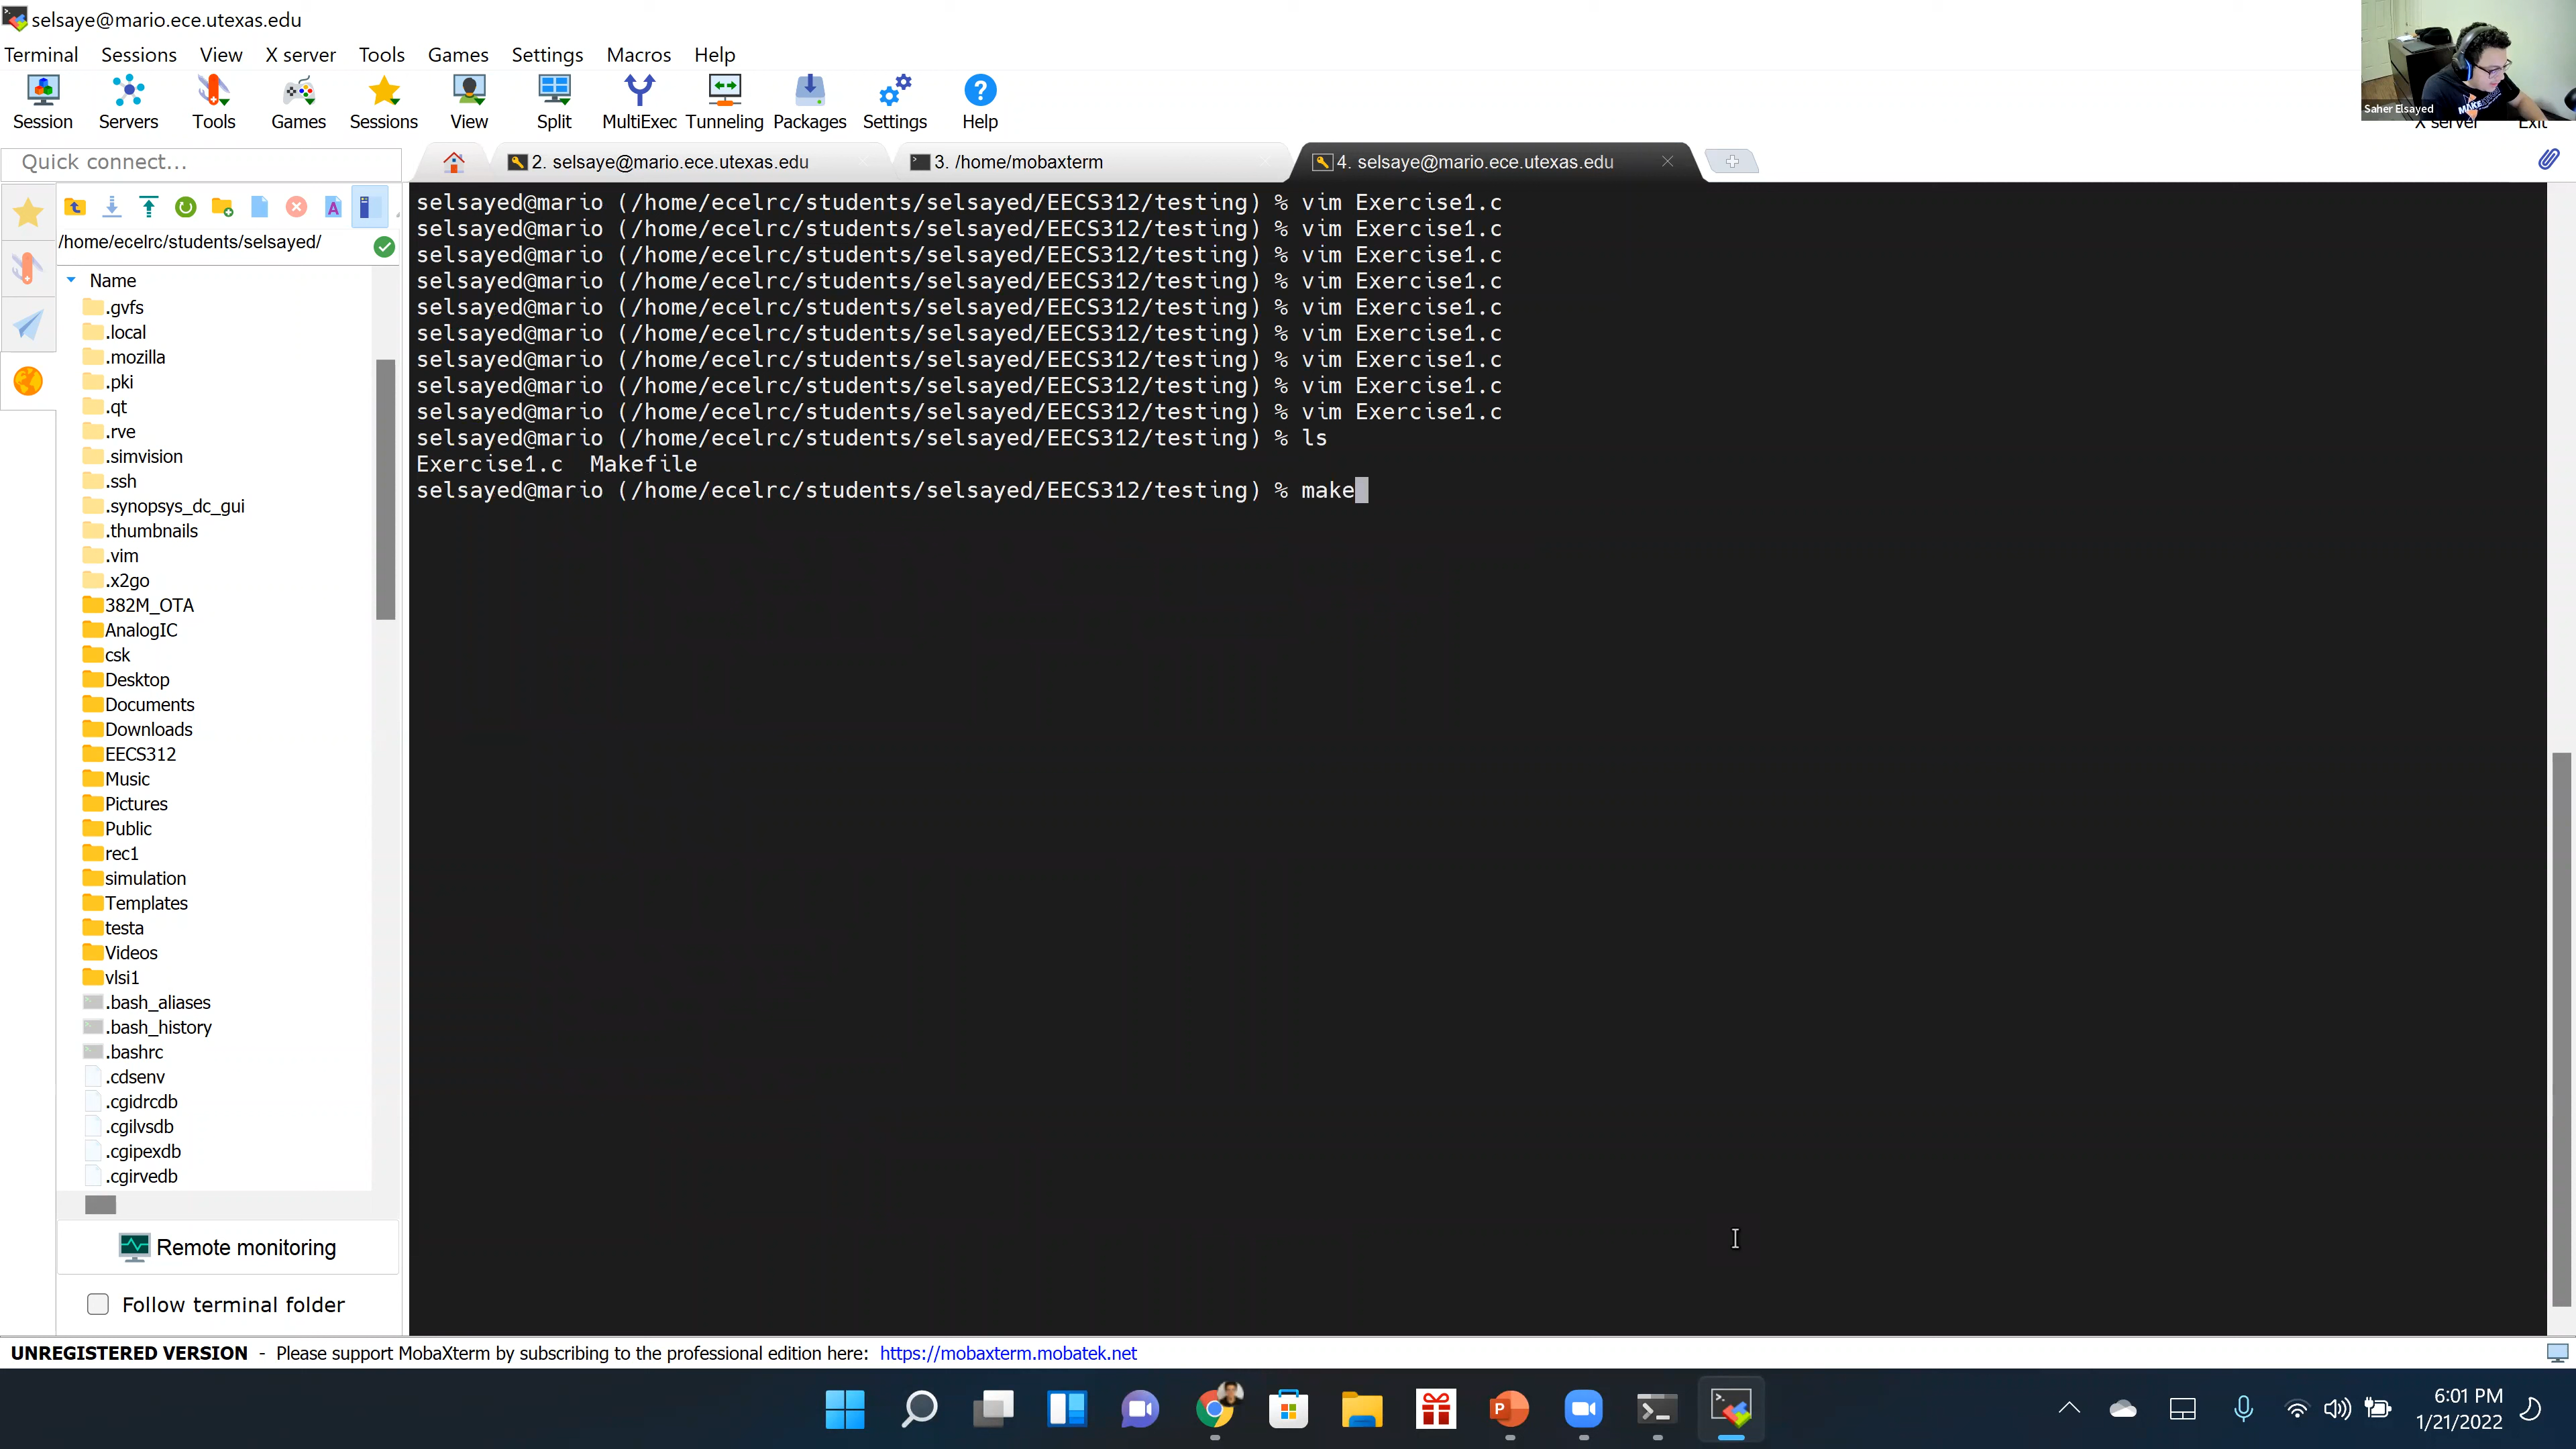 selsaye@mario.ece.utexas.edu
Terminal Sessions View X server Tools Games Settings Macros Help
Session Servers Tools Games Sessions View Split MultiExec Tunneling Packages Settings Help
Saher Elsayed
X server Exit
Quick connect...
2. selsaye@mario.ece.utexas.edu
3. /home/mobaxterm
4. selsaye@mario.ece.utexas.edu
/home/ecelrc/students/selsayed/
Name
.gvfs
.local
.mozilla
.pki
.qt
.rve
.simvision
.ssh
.synopsys_dc_gui
.thumbnails
.vim
.x2go
382M_OTA
AnalogIC
csk
Desktop
Documents
Downloads
EECS312
Music
Pictures
Public
rec1
simulation
Templates
testa
Videos
vlsi1
.bash_aliases
.bash_history
.bashrc
.cdsenv
.cgidrcdb
.cgilvsdb
.cgipexdb
.cgirvedb
Remote monitoring
Follow terminal folder
selsayed@mario (/home/ecelrc/students/selsayed/EECS312/testing) % vim Exercise1.c
selsayed@mario (/home/ecelrc/students/selsayed/EECS312/testing) % vim Exercise1.c
selsayed@mario (/home/ecelrc/students/selsayed/EECS312/testing) % vim Exercise1.c
selsayed@mario (/home/ecelrc/students/selsayed/EECS312/testing) % vim Exercise1.c
selsayed@mario (/home/ecelrc/students/selsayed/EECS312/testing) % vim Exercise1.c
selsayed@mario (/home/ecelrc/students/selsayed/EECS312/testing) % vim Exercise1.c
selsayed@mario (/home/ecelrc/students/selsayed/EECS312/testing) % vim Exercise1.c
selsayed@mario (/home/ecelrc/students/selsayed/EECS312/testing) % vim Exercise1.c
selsayed@mario (/home/ecelrc/students/selsayed/EECS312/testing) % vim Exercise1.c
selsayed@mario (/home/ecelrc/students/selsayed/EECS312/testing) % ls
Exercise1.c Makefile
selsayed@mario (/home/ecelrc/students/selsayed/EECS312/testing) % make
UNREGISTERED VERSION - Please support MobaXterm by subscribing to the professional edition here: https://mobaxterm.mobatek.net
6:01 PM
1/21/2022